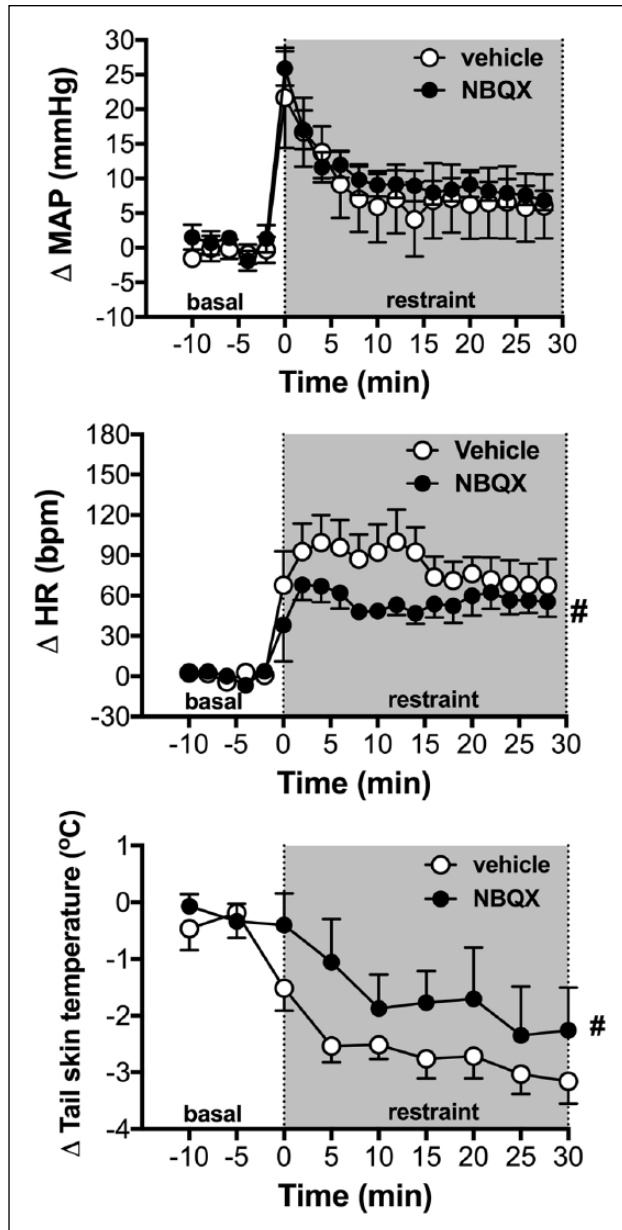 30
25
20
15
10
5
0
-5
-10
Δ MAP (mmHg)
vehicle
NBQX
basal
restraint
-10 -5 0 5 10 15 20 25 30
Time (min)
180
150
120
90
60
30
0
-30
Δ HR (bpm)
Vehicle
NBQX
#
basal
restraint
-10 -5 0 5 10 15 20 25 30
Time (min)
1
0
-1
-2
-3
-4
Δ Tail skin temperature (ºC)
vehicle
NBQX
#
basal
restraint
-10 -5 0 5 10 15 20 25 30
Time (min)